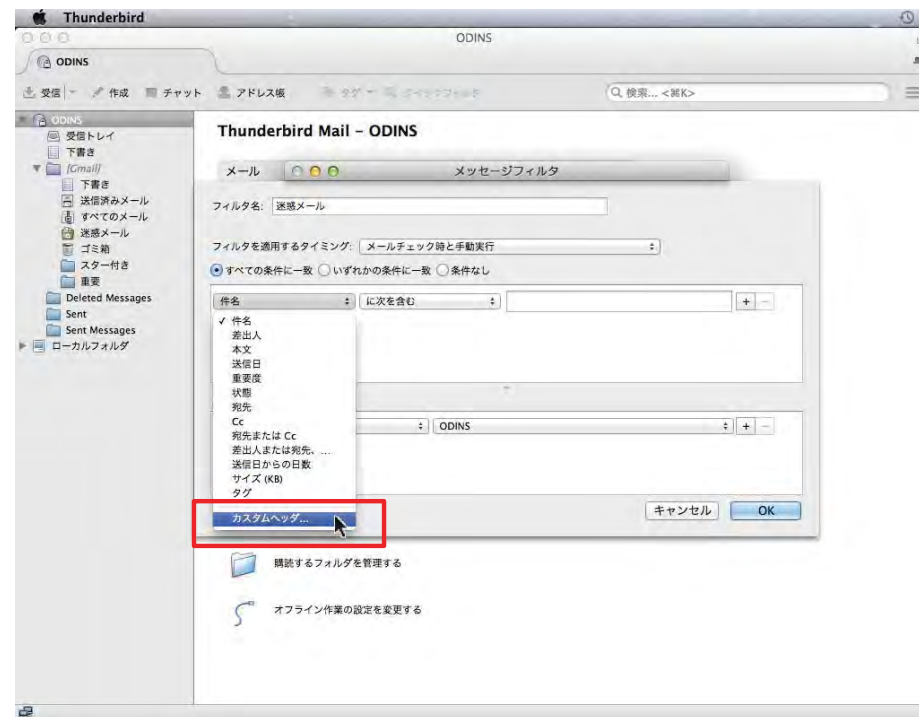 Thunderbird
ODINS
ODINS
受信 作成 チャット アドレス帳 タグ クイックフィルタ 検索... <⌘K>
ODINS
受信トレイ
下書き
[Gmail]
下書き
送信済みメール
すべてのメール
迷惑メール
ゴミ箱
スター付き
重要
Deleted Messages
Sent
Sent Messages
ローカルフォルダ
Thunderbird Mail – ODINS
メール
メッセージフィルタ
フィルタ名: 迷惑メール
フィルタを適用するタイミング: メールチェック時と手動実行
すべての条件に一致 いずれかの条件に一致 条件なし
件名 に次を含む + −
✓ 件名
差出人
本文
送信日
重要度
状態
宛先
Cc
宛先または Cc
差出人または宛先、...
送信日からの日数
サイズ (KB)
タグ
カスタムヘッダ...
ODINS + −
キャンセル OK
購読するフォルダを管理する
オフライン作業の設定を変更する